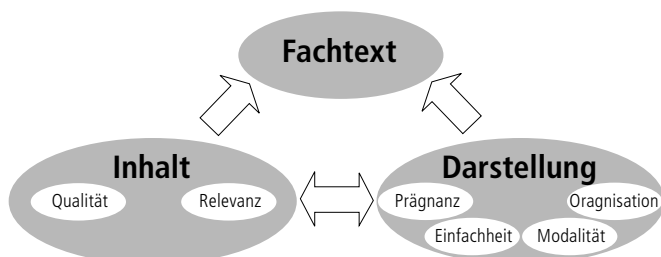 Fachtext
Inhalt
Darstellung
Qualität
Relevanz
Prägnanz
Oragnisation
Einfachheit
Modalität